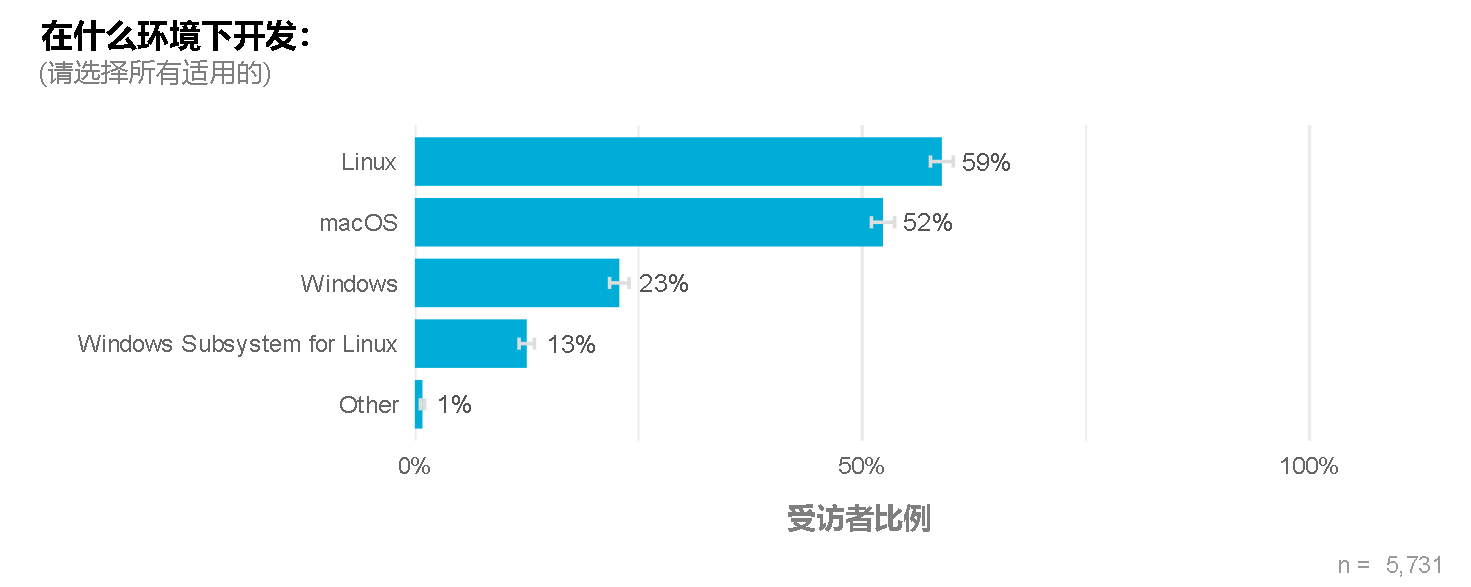 在什么环境下开发：
(请选择所有适用的)
Linux 59%
macOS 52%
Windows 23%
Windows Subsystem for Linux 13%
Other 1%
0% 50% 100%
受访者比例
n = 5,731